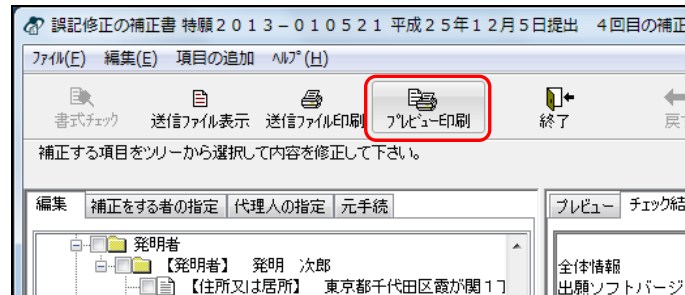 誤記修正の補正書 特願２０１３－０１０５２１ 平成２５年１２月５日提出　４回目の補正
ﾌｧｲﾙ(F)　編集(E)　項目の追加　ﾍﾙﾌﾟ(H)
書式ﾁｪｯｸ　送信ﾌｧｲﾙ表示　送信ﾌｧｲﾙ印刷　ﾌﾟﾚﾋﾞｭｰ印刷　終了
補正する項目をツリーから選択して内容を修正して下さい。
編集　補正をする者の指定　代理人の指定　元手続　プレビュー　ﾁｪｯｸ結
発明者
【発明者】　発明　次郎
全体情報
【住所又は居所】　東京都千代田区霞が関１丁
出願ソフトバージ